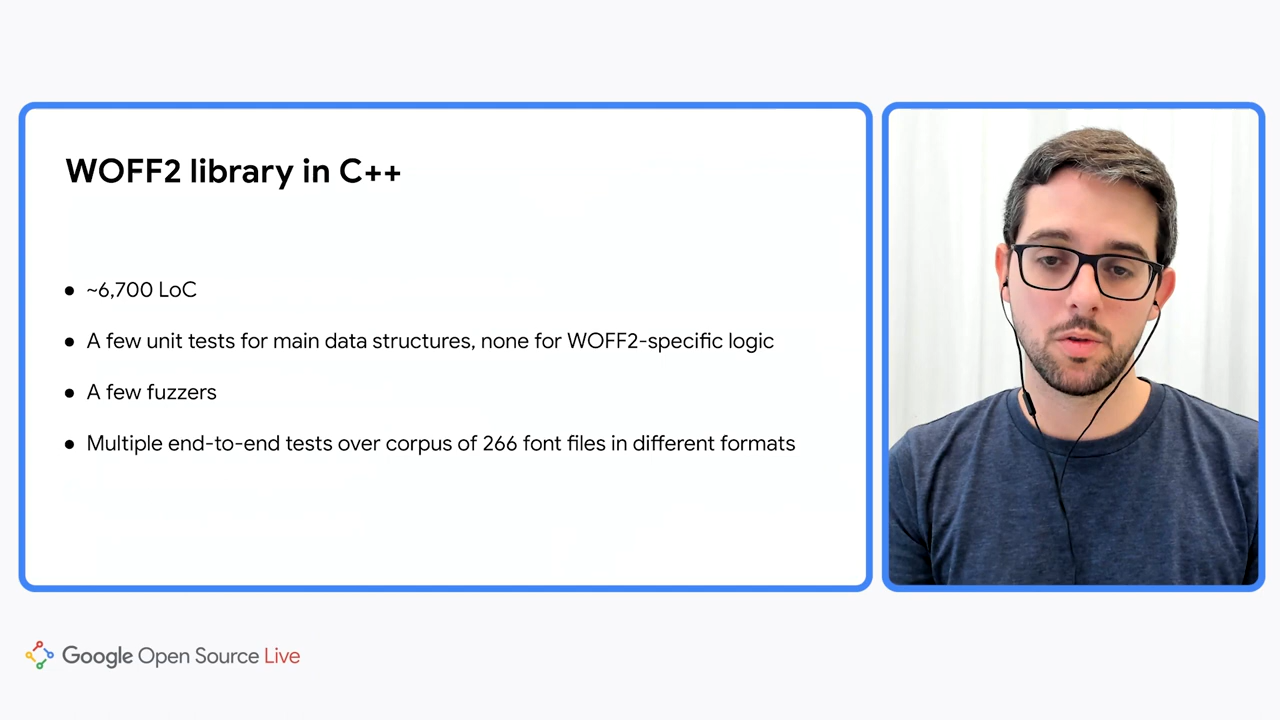 WOFF2 library in C++
● ~6,700 LoC
● A few unit tests for main data structures, none for WOFF2-specific logic
● A few fuzzers
● Multiple end-to-end tests over corpus of 266 font files in different formats
Google Open Source Live